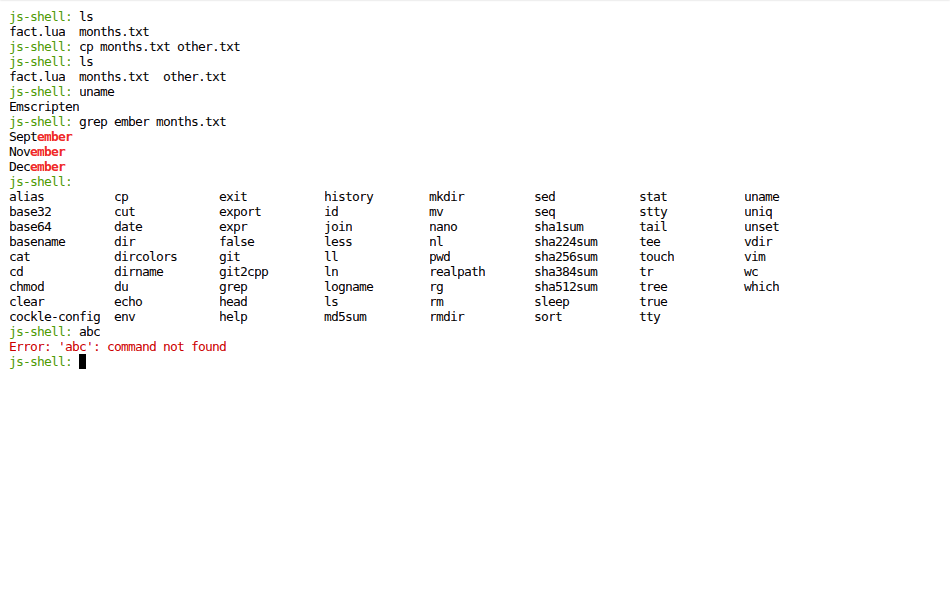 js-shell: ls
fact.lua  months.txt
js-shell: cp months.txt other.txt
js-shell: ls
fact.lua  months.txt  other.txt
js-shell: uname
Emscripten
js-shell: grep ember months.txt
September
November
December
js-shell:
alias          cp             exit           history        mkdir          sed            stat           uname
base32         cut            export         id             mv             seq            stty           uniq
base64         date           expr           join           nano           sha1sum        tail           unset
basename       dir            false          less           nl             sha224sum      tee            vdir
cat            dircolors      git            ll             pwd            sha256sum      touch          vim
cd             dirname        git2cpp        ln             realpath       sha384sum      tr             wc
chmod          du             grep           logname        rg             sha512sum      tree           which
clear          echo           head           ls             rm             sleep          true
cockle-config  env            help           md5sum         rmdir          sort           tty
js-shell: abc
Error: 'abc': command not found
js-shell: